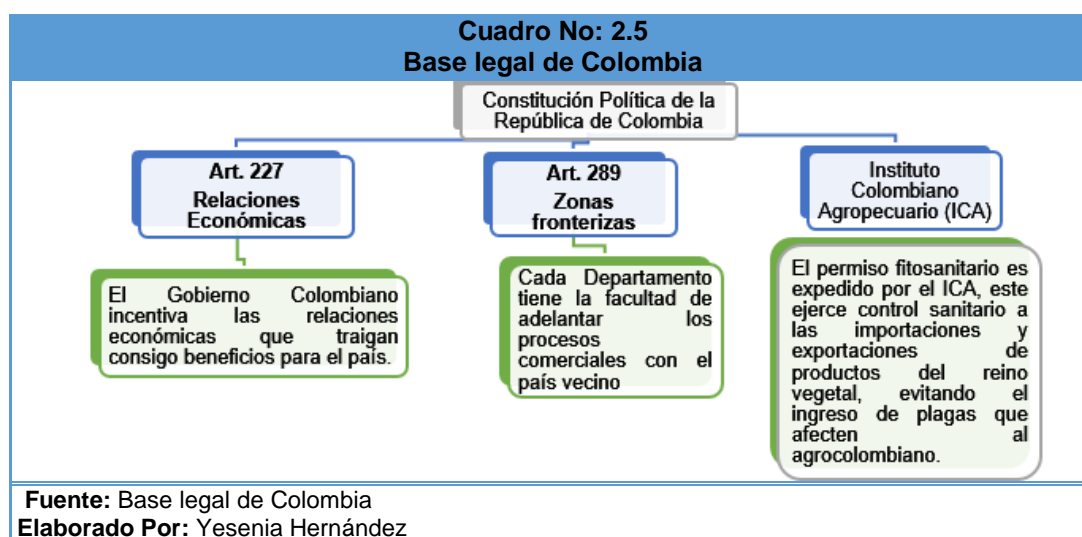 Cuadro No: 2.5
Base legal de Colombia
Constitución Política de la
República de Colombia
Art. 227
Relaciones
Económicas
El Gobierno Colombiano
incentiva las relaciones
económicas que traigan
consigo beneficios para el país.
Art. 289
Zonas
fronterizas
Cada Departamento
tiene la facultad de
adelantar los
procesos
comerciales con el
país vecino
Instituto
Colombiano
Agropecuario (ICA)
El permiso fitosanitario es
expedido por el ICA, este
ejerce control sanitario a
las importaciones y
exportaciones de
productos del reino
vegetal, evitando el
ingreso de plagas que
afecten al
agrocolombiano.
Fuente: Base legal de Colombia
Elaborado Por: Yesenia Hernández